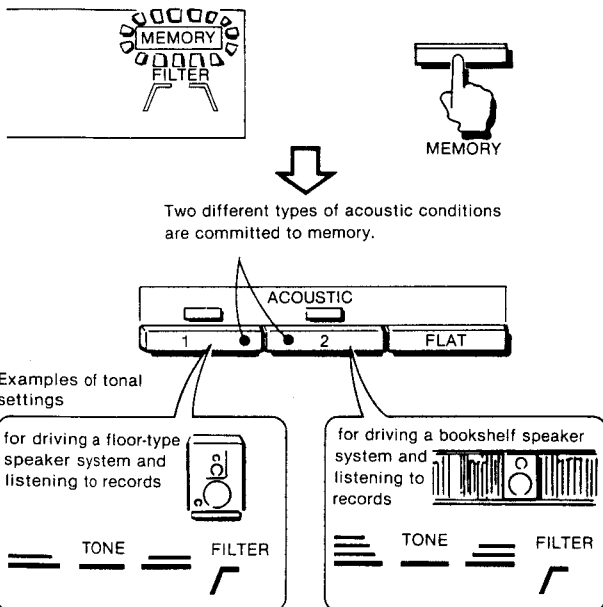 MEMORY
FILTER
MEMORY
Two different types of acoustic conditions
are committed to memory.
ACOUSTIC
1
2
FLAT
Examples of tonal
settings
for driving a floor-type
speaker system and
listening to records
TONE
FILTER
for driving a bookshelf speaker
system and
listening to
records
TONE
FILTER